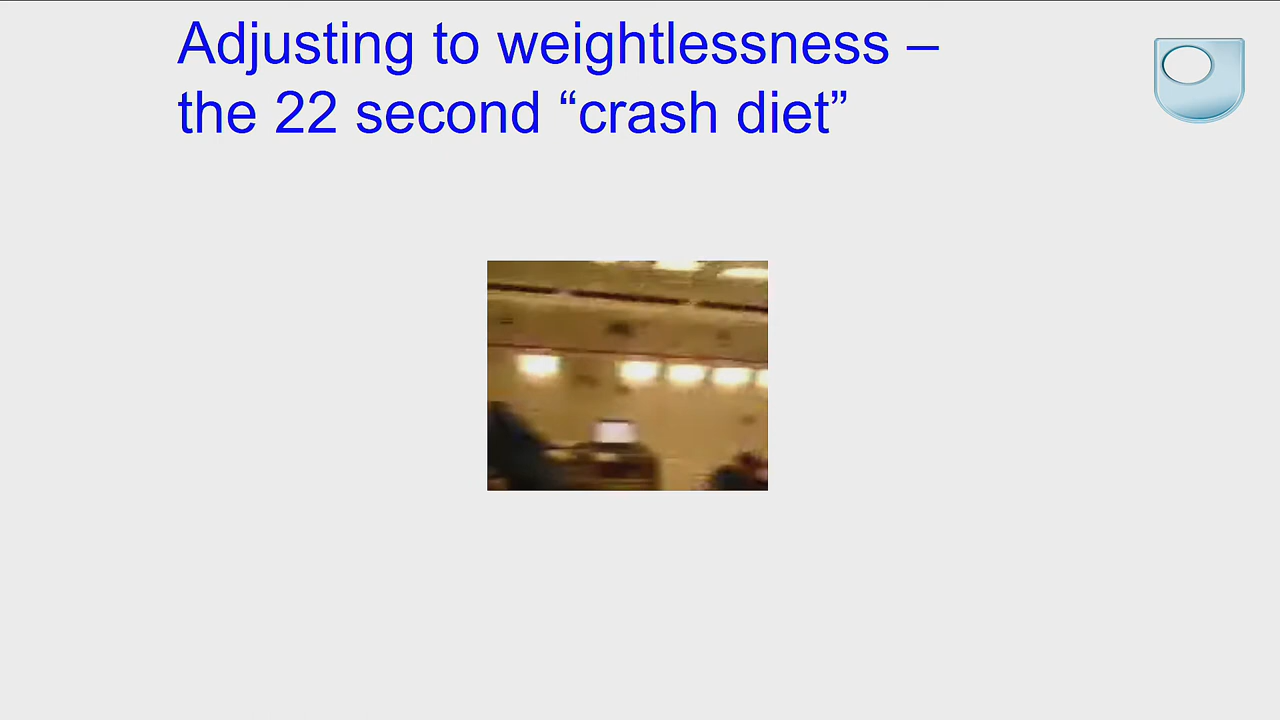 Adjusting to weightlessness –
the 22 second “crash diet”